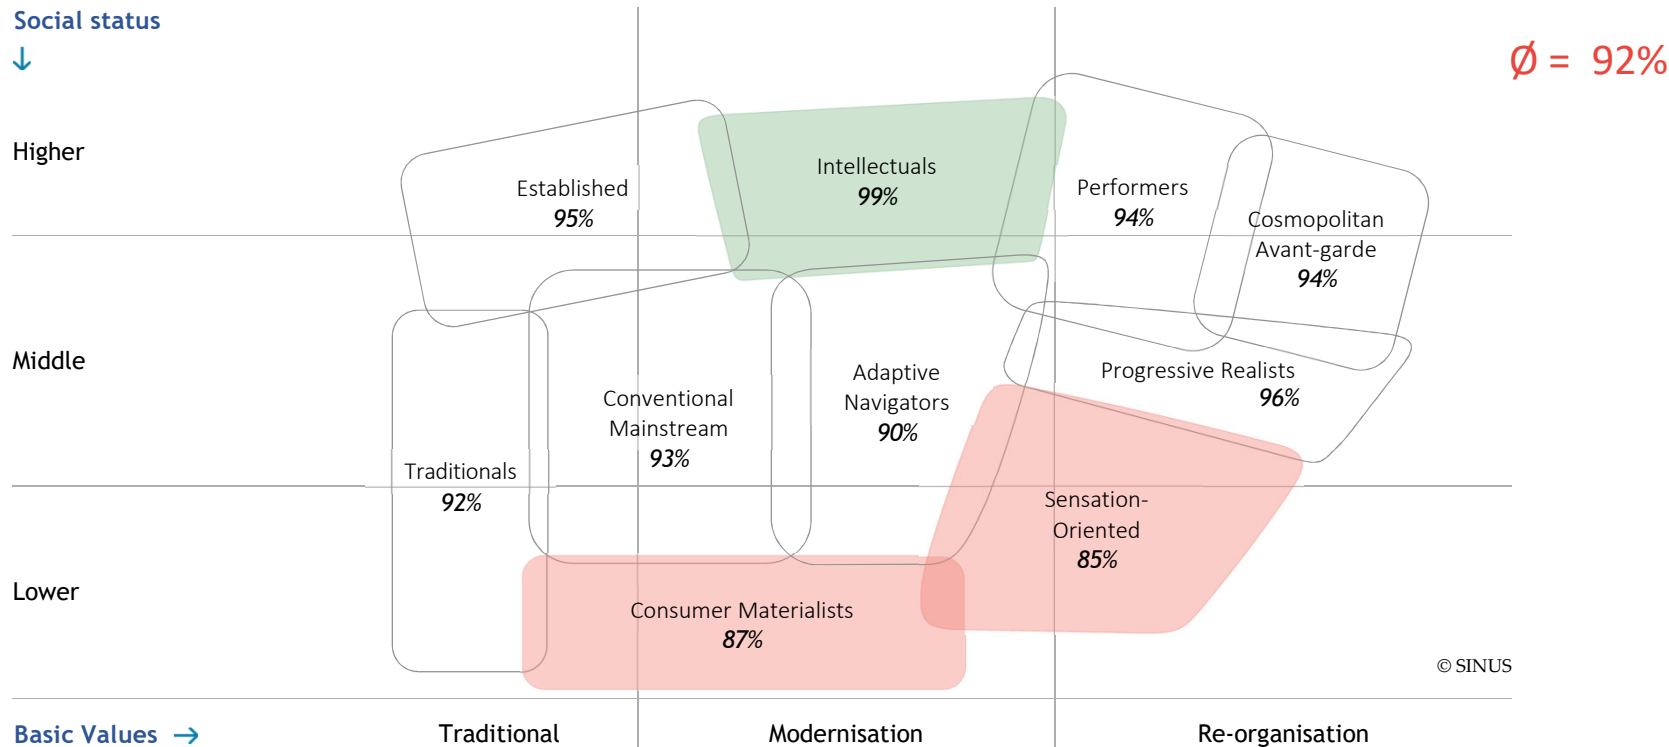 Social status
↓
Ø = 92%
Higher
Established
95%
Intellectuals
99%
Performers
94%
Cosmopolitan
Avant-garde
94%
Middle
Traditionals
92%
Conventional
Mainstream
93%
Adaptive
Navigators
90%
Progressive Realists
96%
Sensation-
Oriented
85%
Lower
Consumer Materialists
87%
© SINUS
Basic Values →
Traditional
Modernisation
Re-organisation